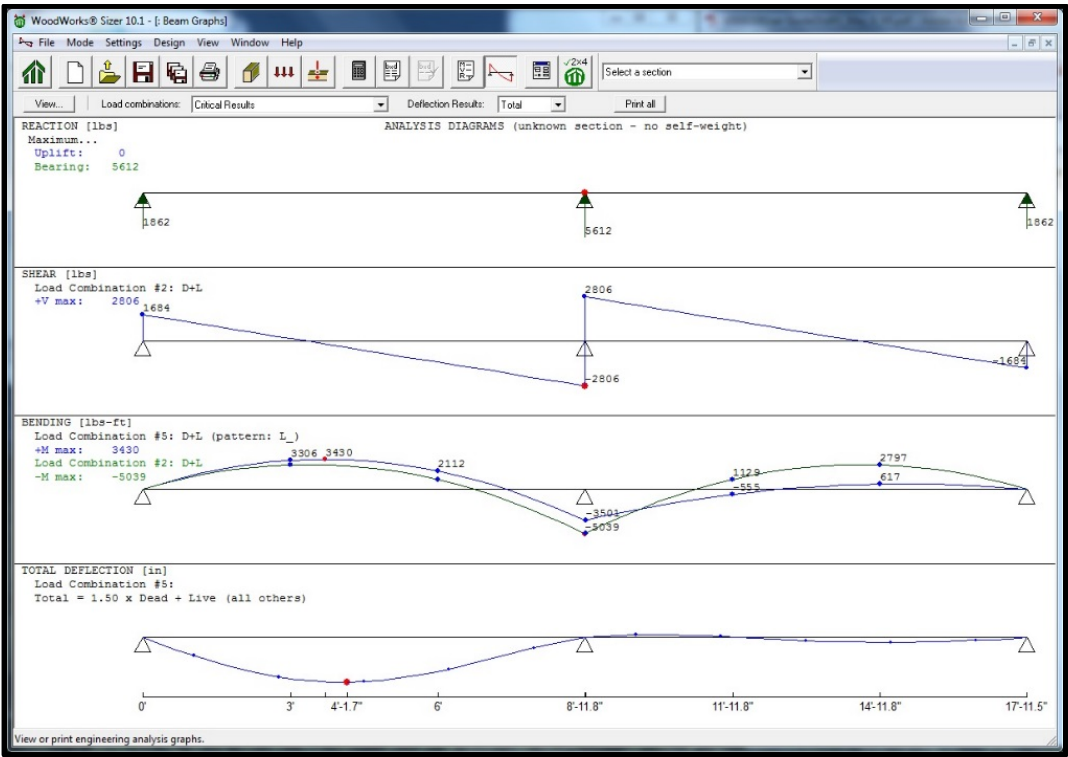 WoodWorks® Sizer 10.1 - [: Beam Graphs]
File Mode Settings Design View Window Help
√2x4
Select a section
View... Load combinations: Critical Results Deflection Results: Total Print all
REACTION [lbs] ANALYSIS DIAGRAMS (unknown section - no self-weight)
Maximum...
Uplift: 0
Bearing: 5612
1862 5612 1862
SHEAR [lbs]
Load Combination #2: D+L
+V max: 2806
1684 2806
-2806 -1684
BENDING [lbs-ft]
Load Combination #5: D+L (pattern: L_)
+M max: 3430
Load Combination #2: D+L
-M max: -5039
3306 3430 2112 1129 2797
-555 617
-3501
-5039
TOTAL DEFLECTION [in]
Load Combination #5:
Total = 1.50 x Dead + Live (all others)
0' 3' 4'-1.7" 6' 8'-11.8" 11'-11.8" 14'-11.8" 17'-11.5"
View or print engineering analysis graphs.